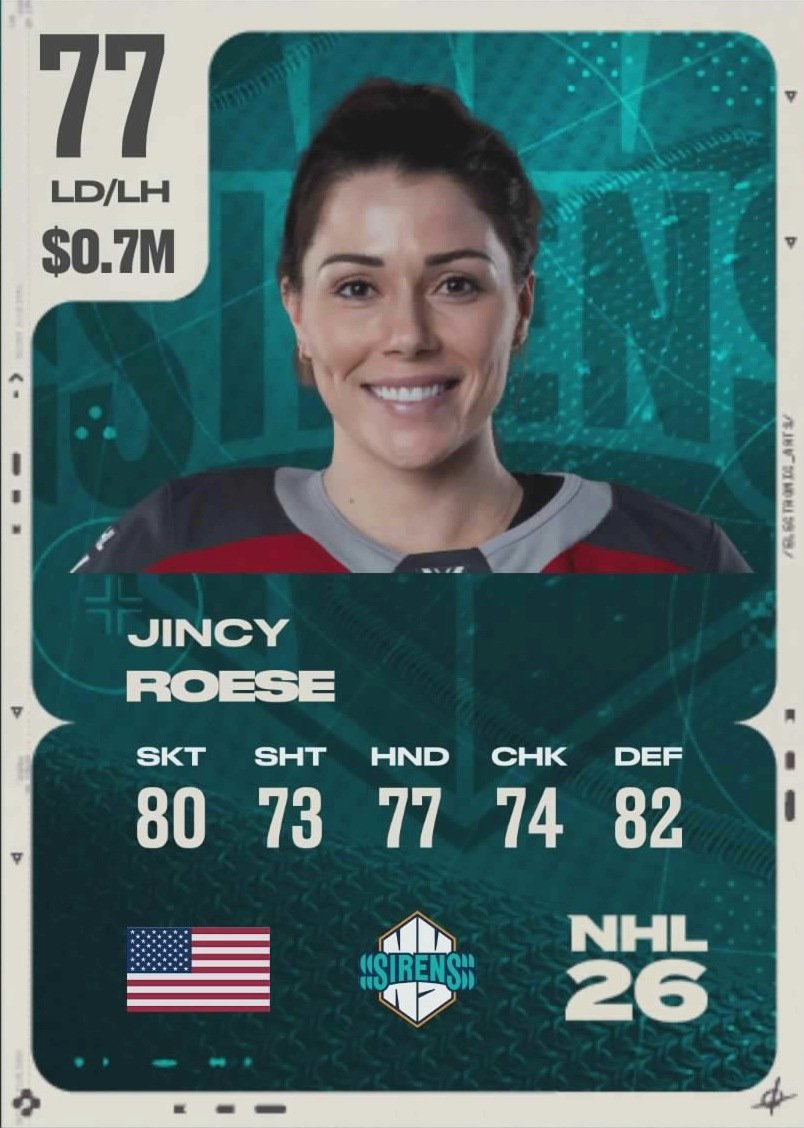 77
LD/LH
$0.7M
SIRENS
JINCY
ROESE
SKT SHT HND CHK DEF
80 73 77 74 82
SIRENS
NHL
26